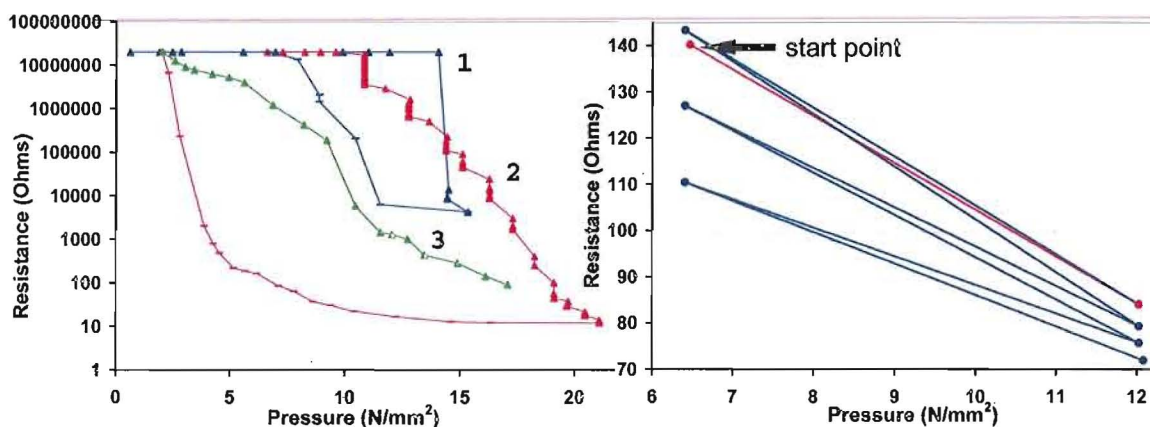 100000000
10000000
1000000
100000
10000
1000
100
10
1
Resistance (Ohms)
0 5 10 15 20
Pressure (N/mm²)
1
2
3
140
130
120
110
100
90
80
70
Resistance (Ohms)
6 7 8 9 10 11 12
Pressure (N/mm²)
start point